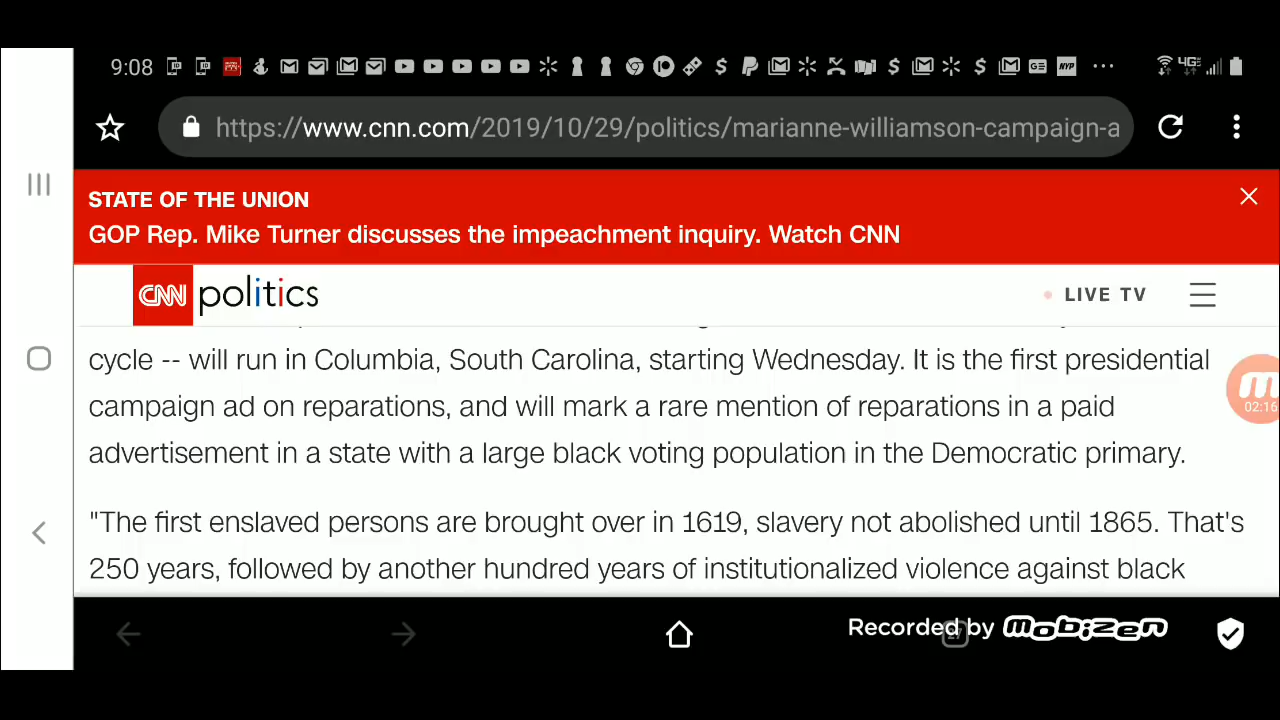 9:08
NYP
4GE
https://www.cnn.com/2019/10/29/politics/marianne-williamson-campaign-a
STATE OF THE UNION
GOP Rep. Mike Turner discusses the impeachment inquiry. Watch CNN
CNN politics
LIVE TV
cycle -- will run in Columbia, South Carolina, starting Wednesday. It is the first presidential
campaign ad on reparations, and will mark a rare mention of reparations in a paid
02:16
advertisement in a state with a large black voting population in the Democratic primary.
"The first enslaved persons are brought over in 1619, slavery not abolished until 1865. That's
250 years, followed by another hundred years of institutionalized violence against black
Recorded by mobizen